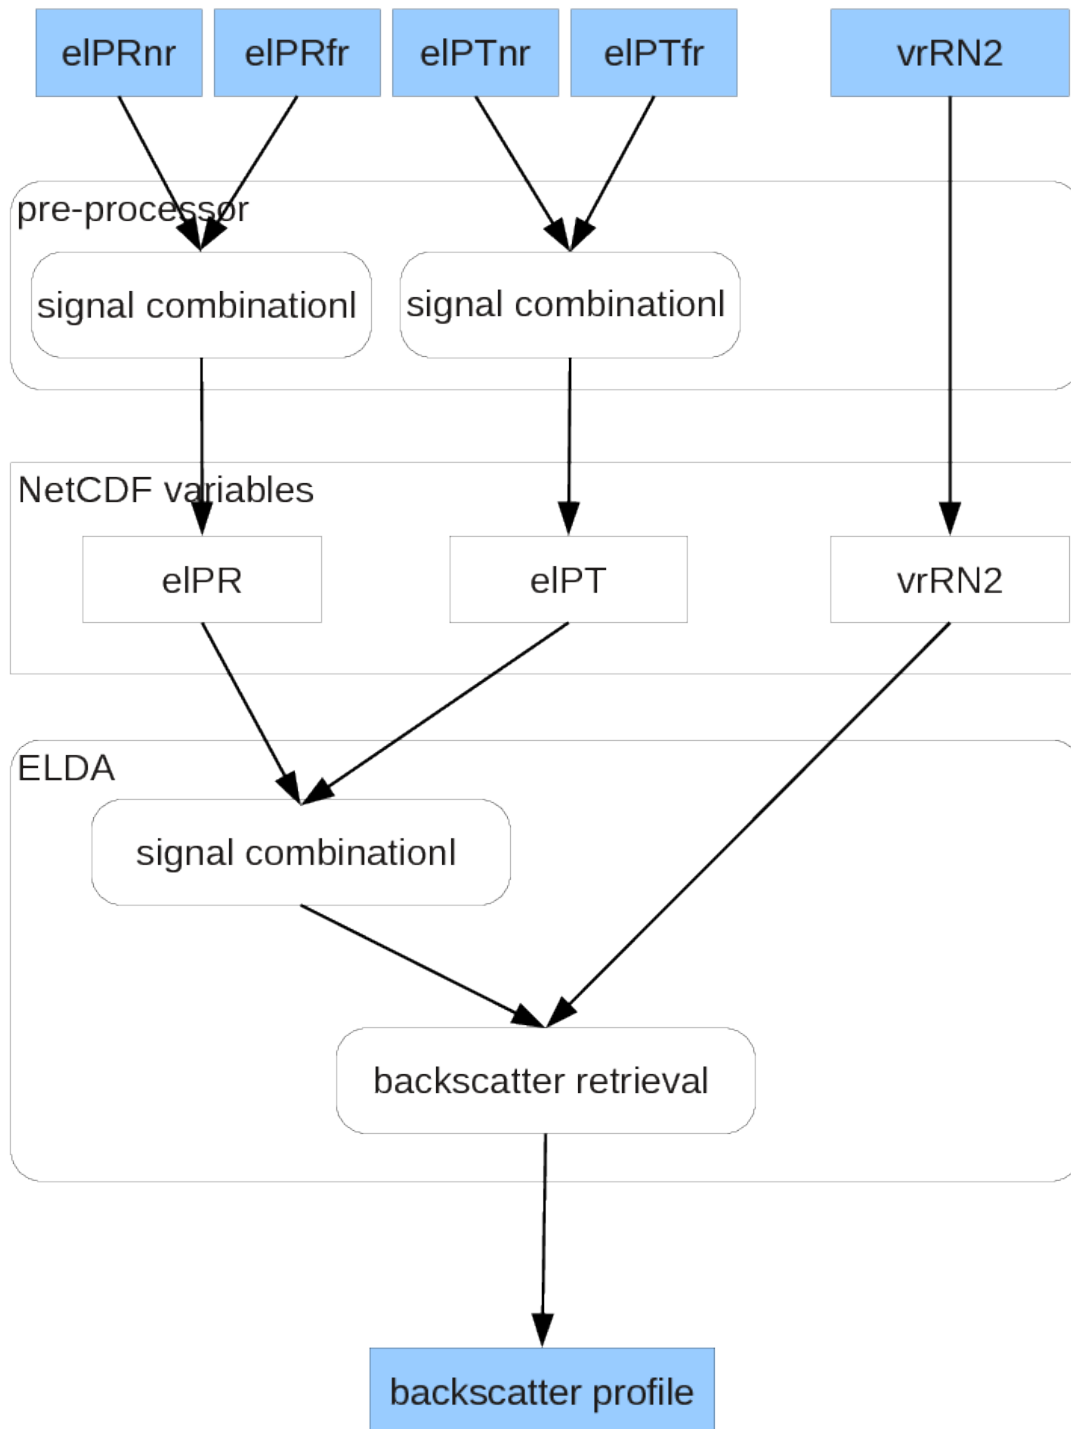 elPRnr
elPRfr
elPTnr
elPTfr
vrRN2
pre-processor
signal combinationl
signal combinationl
NetCDF variables
elPR
elPT
vrRN2
ELDA
signal combinationl
backscatter retrieval
backscatter profile